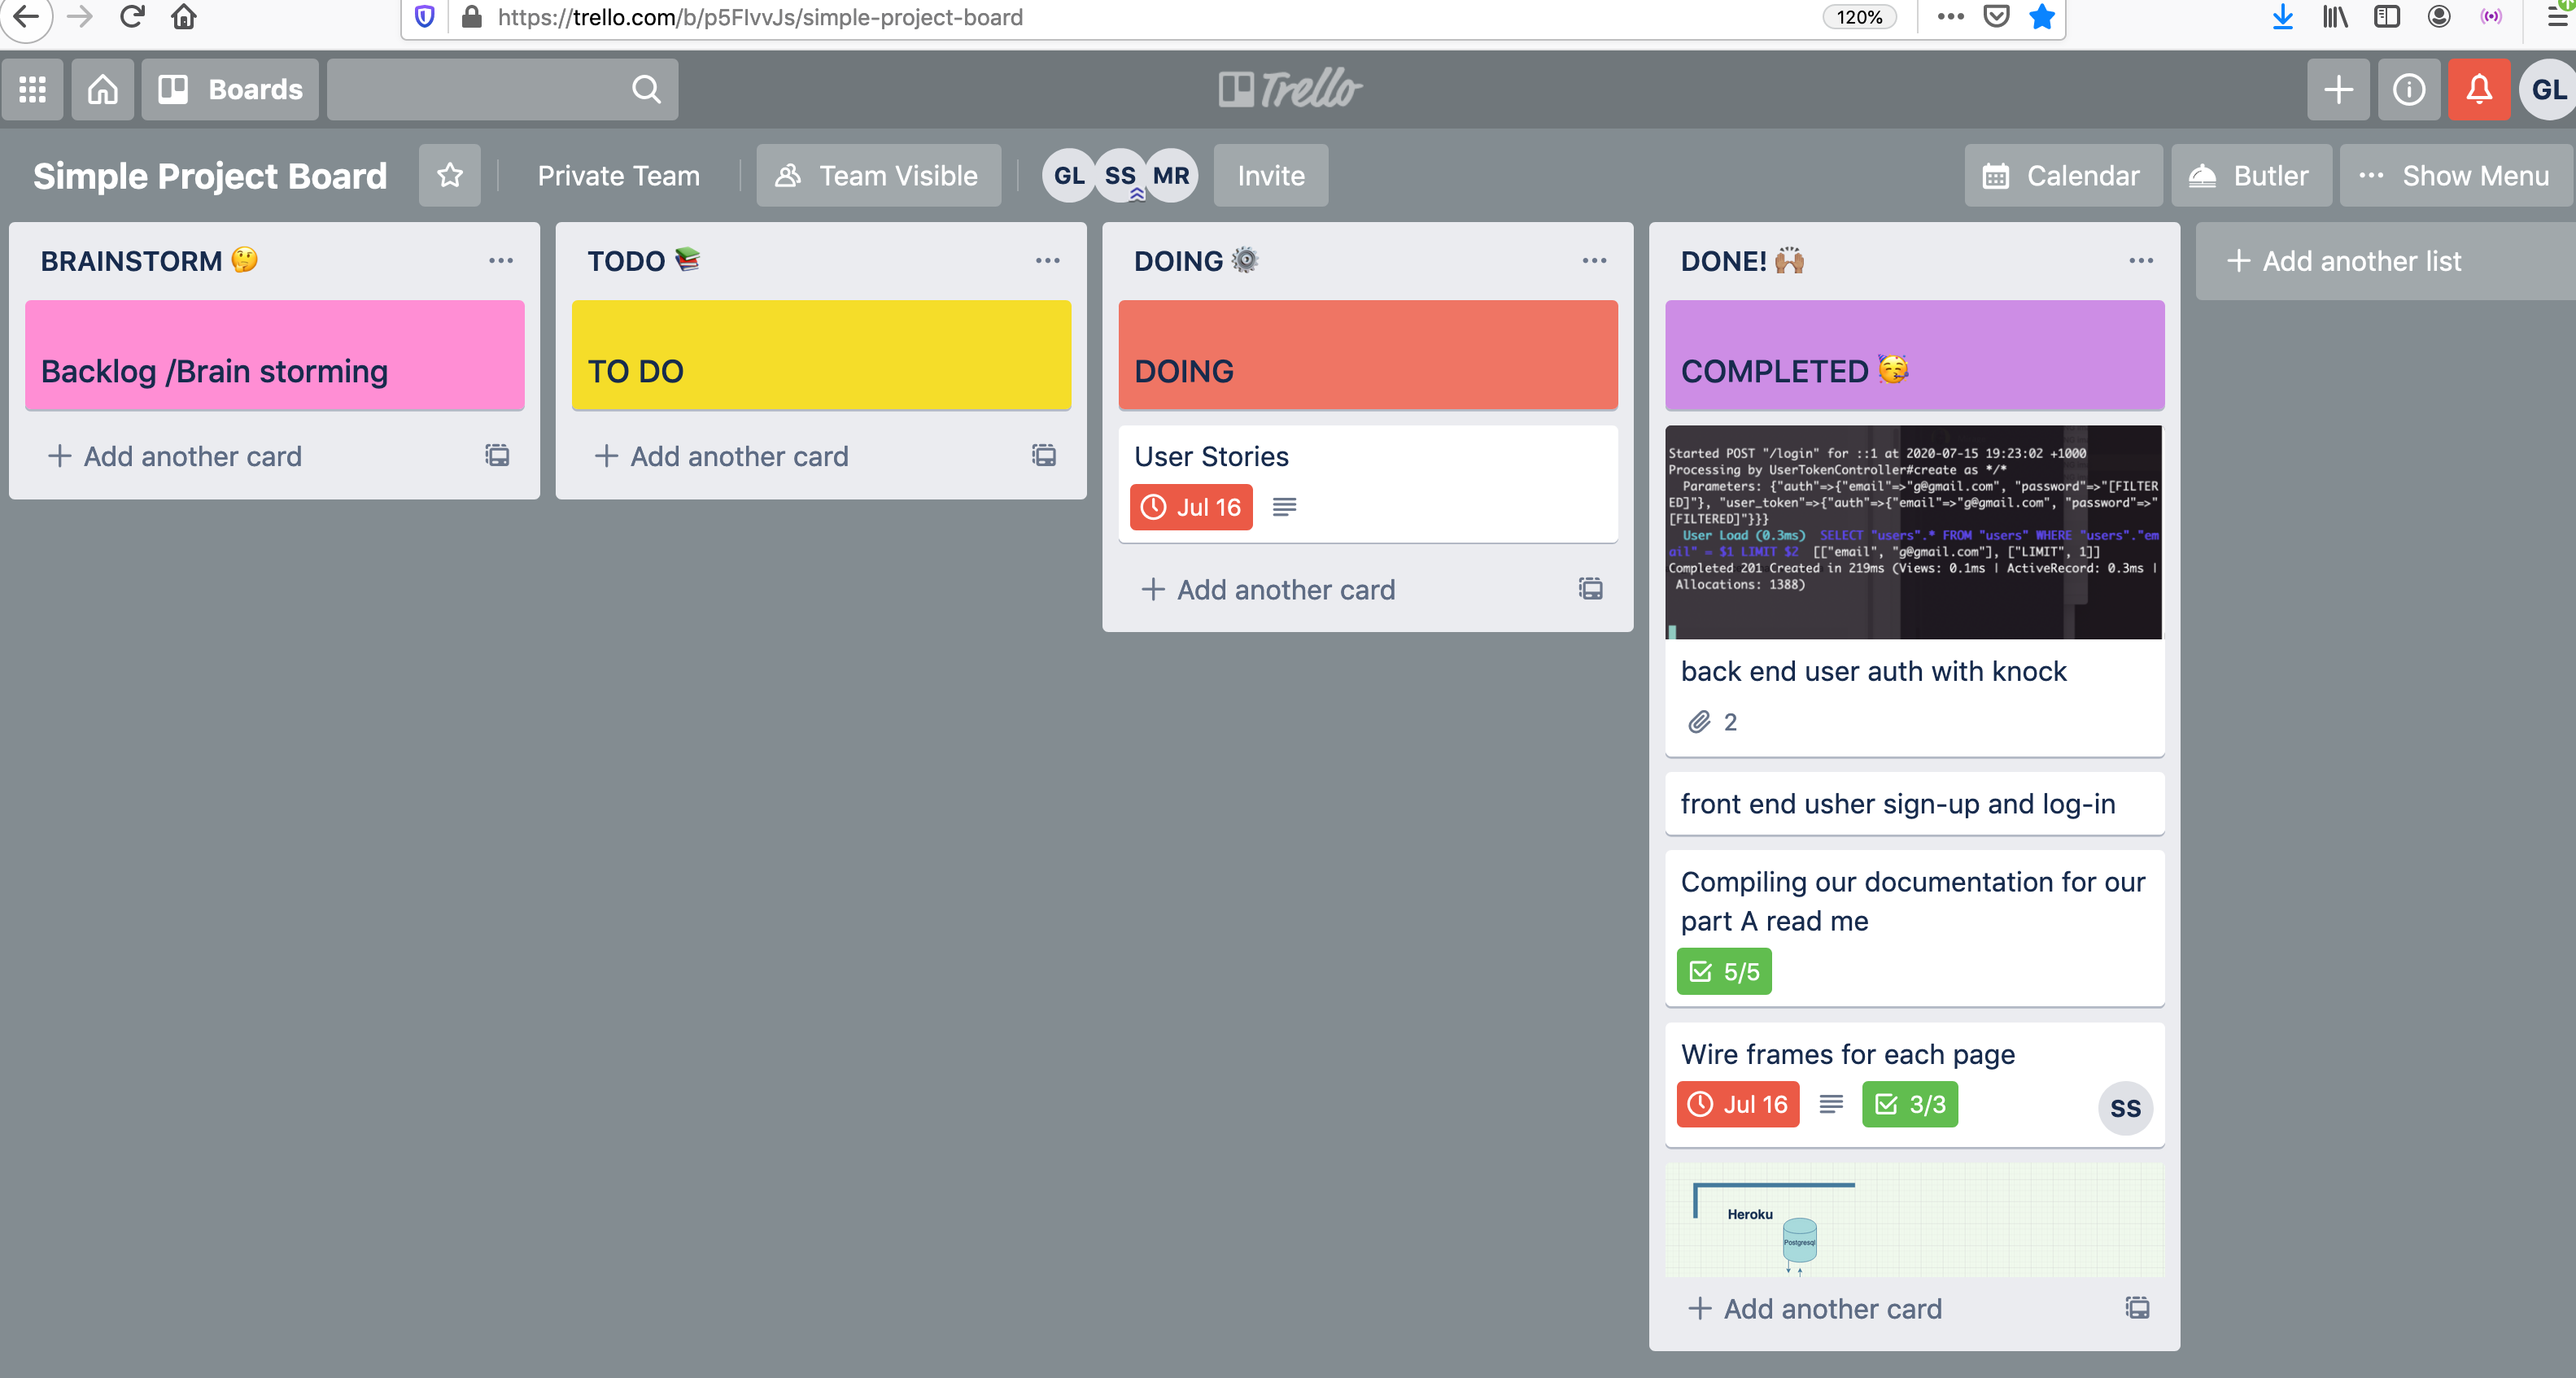 https://trello.com/b/p5FIvvJs/simple-project-board
120%
Boards
Trello
GL
Simple Project Board
Private Team
Team Visible
GL SS MR
Invite
Calendar
Butler
Show Menu
BRAINSTORM 🤔
Backlog /Brain storming
Add another card
TODO 📚
TO DO
Add another card
DOING ⚙️
DOING
User Stories
Jul 16
Add another card
DONE! 🙌🏽
COMPLETED 🥳
Started POST "/login" for ::1 at 2020-07-15 19:23:02 +1000
Processing by UserTokenController#create as */*
Parameters: {"auth"=>{"email"=>"g@gmail.com", "password"=>"[FILTER
ED]"}, "user_token"=>{"auth"=>{"email"=>"g@gmail.com", "password"=>"
[FILTERED]"}}}
User Load (0.3ms) SELECT "users".* FROM "users" WHERE "users"."em
ail" = $1 LIMIT $2 [["email", "g@gmail.com"], ["LIMIT", 1]]
Completed 201 Created in 219ms (Views: 0.1ms | ActiveRecord: 0.3ms |
Allocations: 1388)
back end user auth with knock
2
front end usher sign-up and log-in
Compiling our documentation for our
part A read me
5/5
Wire frames for each page
Jul 16
3/3
SS
Heroku
Postgresql
Add another card
Add another list